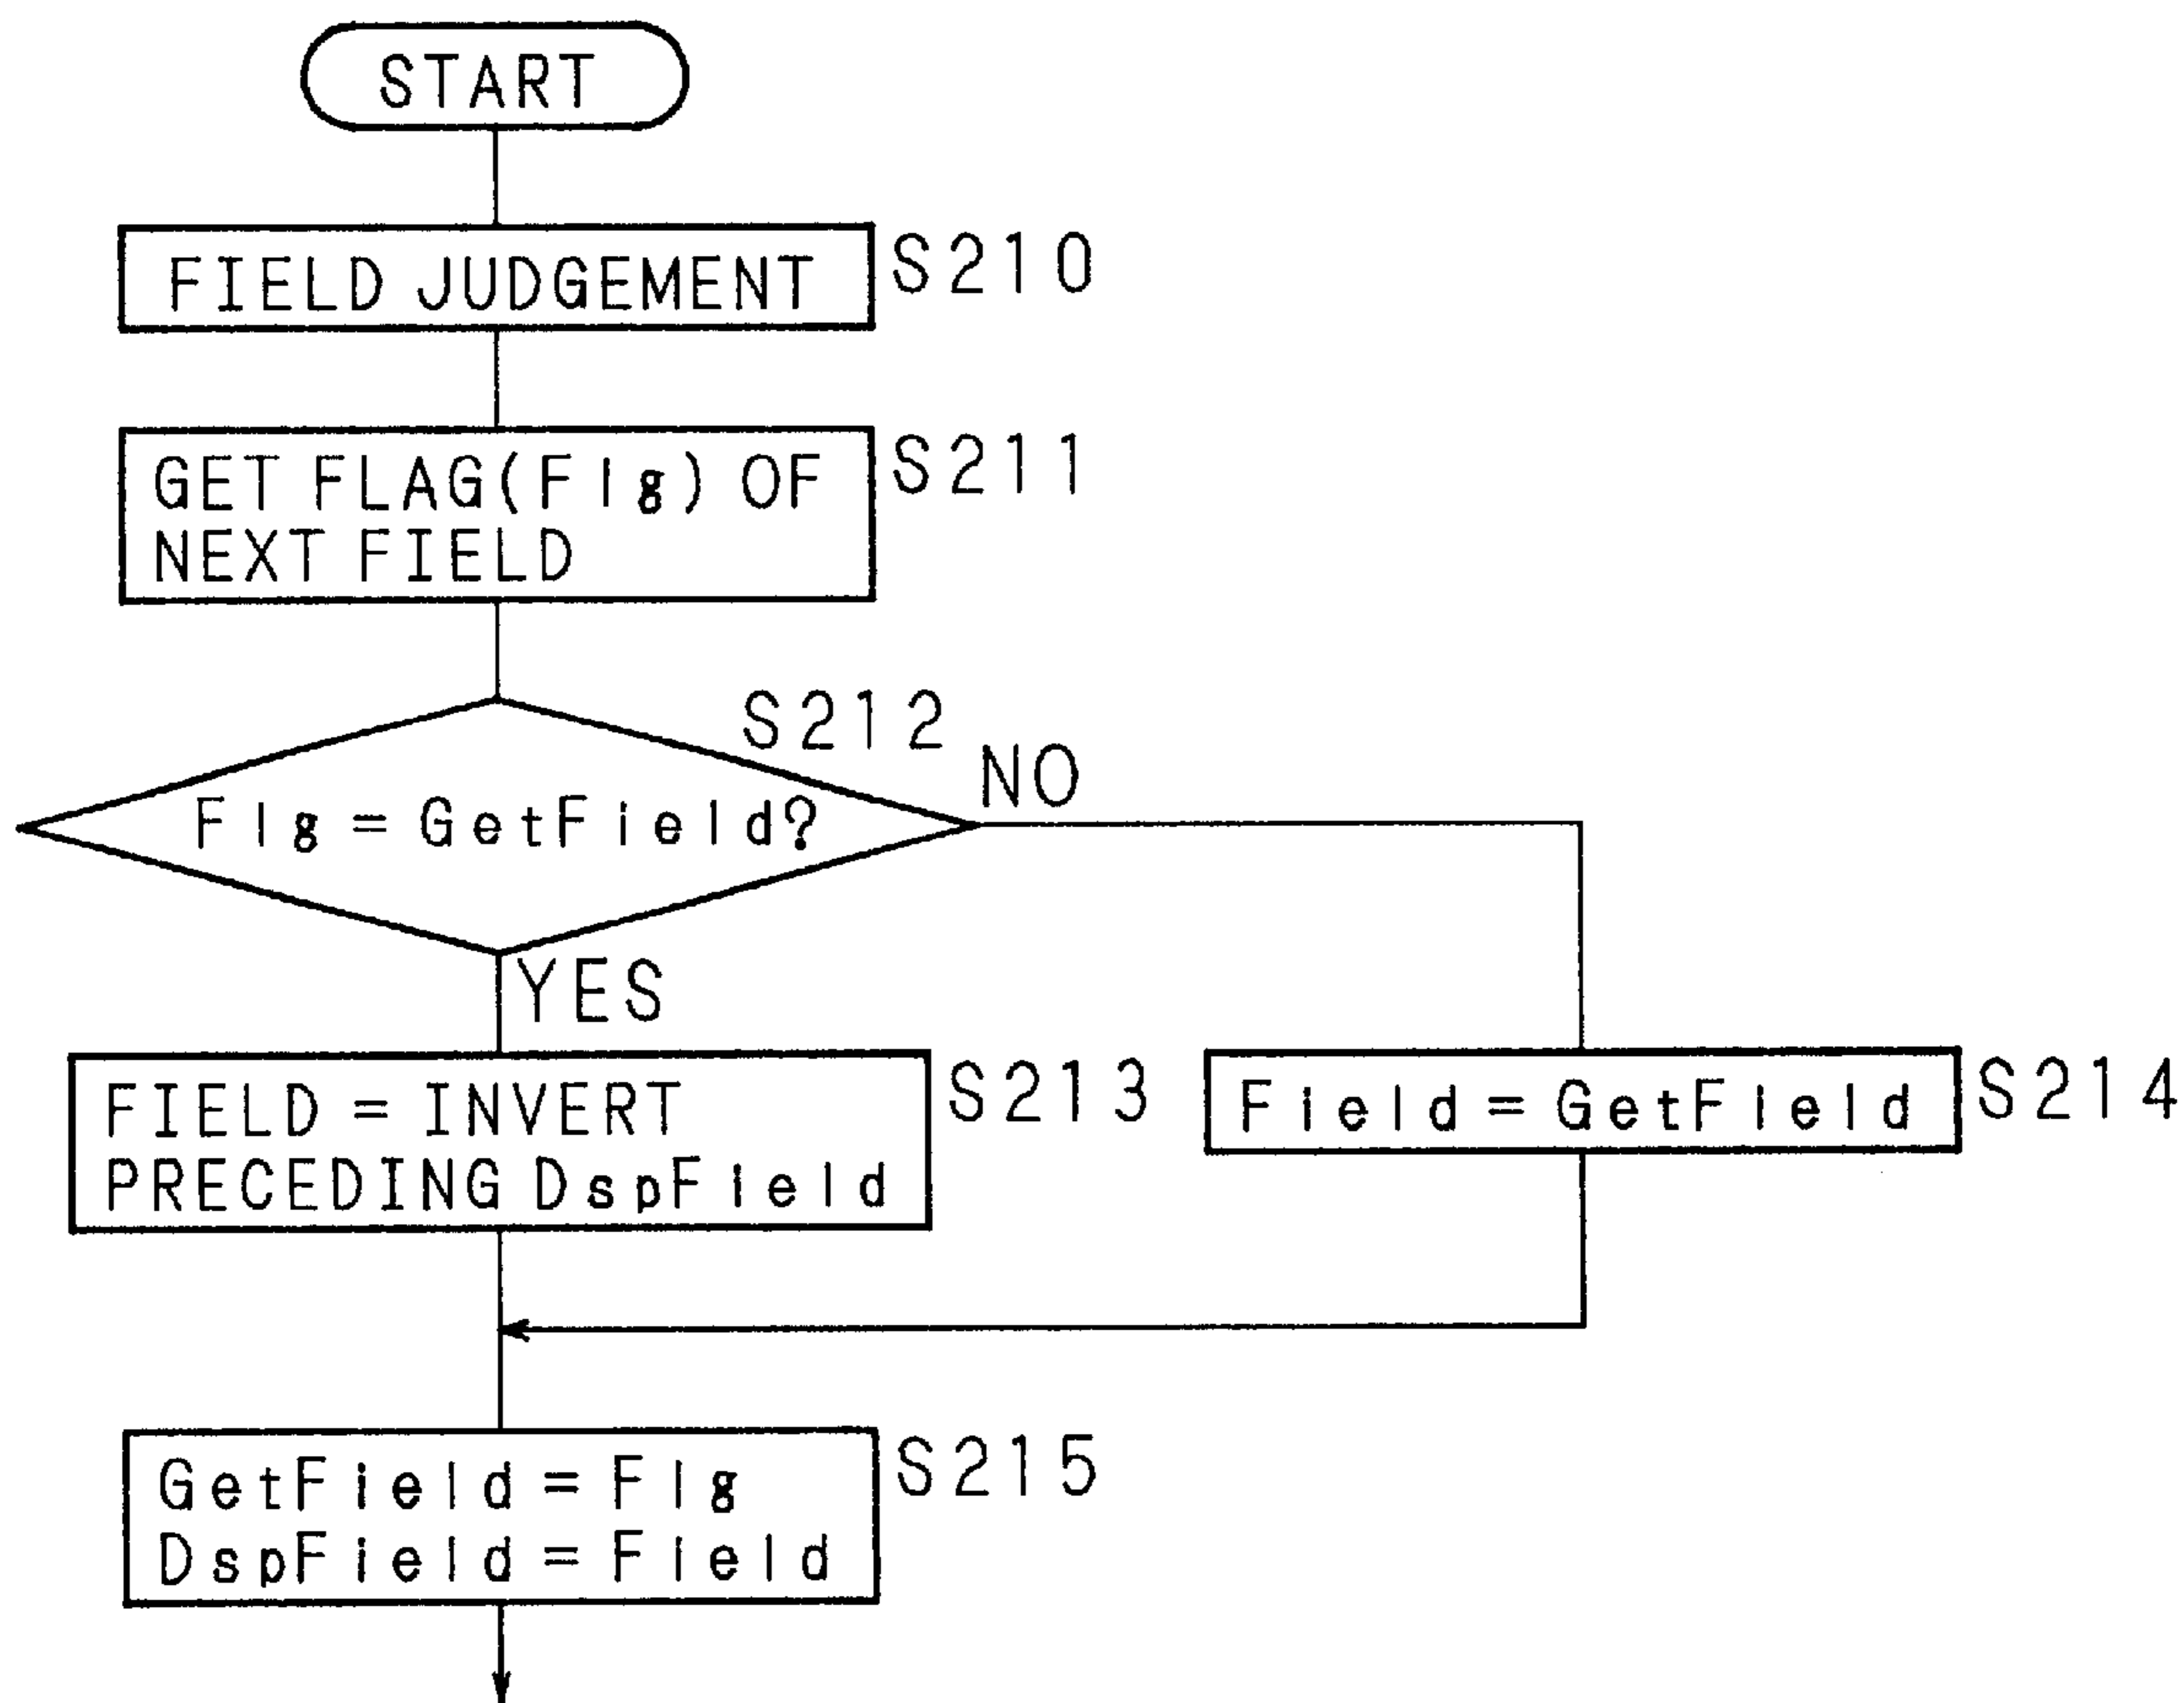 START
FIELD JUDGEMENT
S210
GET FLAG(Flg) OF
NEXT FIELD
S211
S212
Flg=GetField?
NO
YES
FIELD = INVERT
PRECEDING DspField
S213
Field=GetField
S214
GetField=Flg
DspField=Field
S215